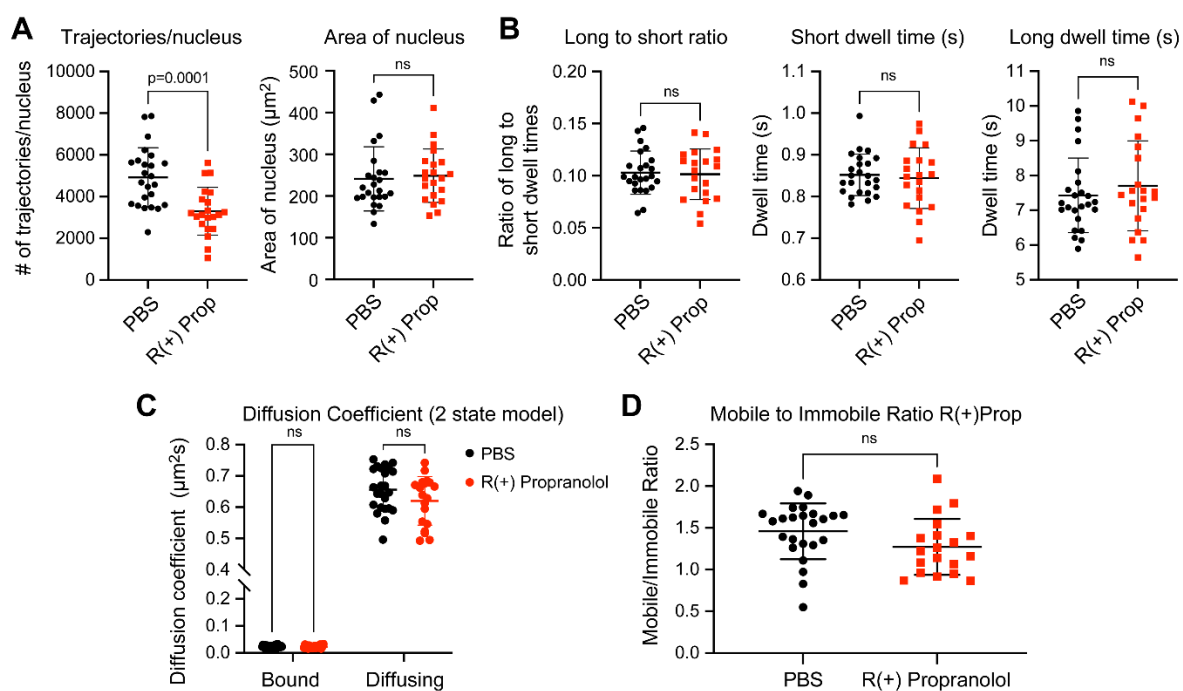 A
Trajectories/nucleus
# of trajectories/nucleus
10000
8000
6000
4000
2000
0
p=0.0001
PBS
R(+) Prop
Area of nucleus
Area of nucleus (µm2)
500
400
300
200
100
0
ns
PBS
R(+) Prop
B
Long to short ratio
Ratio of long to
short dwell times
0.20
0.15
0.10
0.05
0.00
ns
PBS
R(+) Prop
Short dwell time (s)
Dwell time (s)
1.1
1.0
0.9
0.8
0.7
0.6
ns
PBS
R(+) Prop
Long dwell time (s)
Dwell time (s)
11
10
9
8
7
6
5
ns
PBS
R(+) Prop
C
Diffusion Coefficient (2 state model)
Diffusion coefficient (µm²s)
0.8
0.7
0.6
0.5
0.4
0.4
0.3
0.2
0.1
0.0
ns
ns
Bound
Diffusing
PBS
R(+) Propranolol
D
Mobile to Immobile Ratio R(+)Prop
Mobile/Immobile Ratio
2.5
2.0
1.5
1.0
0.5
0.0
ns
PBS
R(+) Propranolol